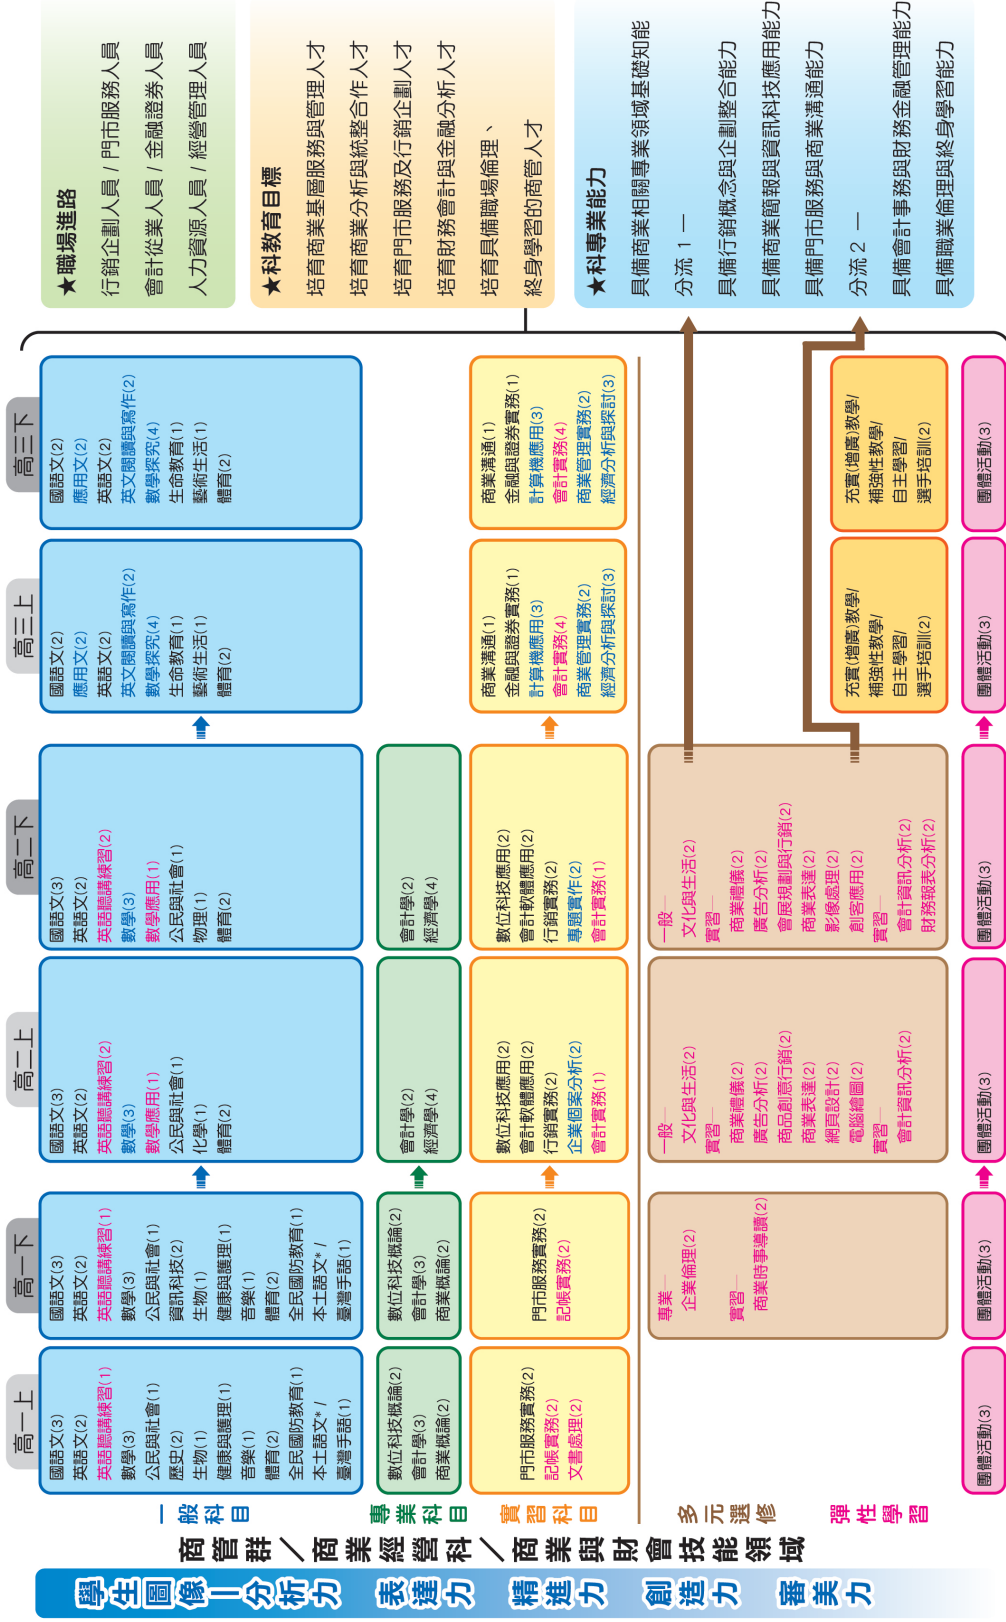 學生圖像—分析力 表達力 精進力 創造力 審美力
商管群／商業經營科／商業與財會技能領域
高一上
高一下
高二上
高二下
高三上
高三下
一般科目
國語文(3)
英語文(2)
英語聽講練習(1)
數學(3)
公民與社會(1)
歷史(2)
生物(1)
健康與護理(1)
音樂(1)
體育(2)
全民國防教育(1)
本土語文*/
臺灣手語(1)
國語文(3)
英語文(2)
英語聽講練習(1)
數學(3)
公民與社會(1)
資訊科技(2)
生物(1)
健康與護理(1)
音樂(1)
體育(2)
全民國防教育(1)
本土語文*/
臺灣手語(1)
國語文(3)
英語文(2)
英語聽講練習(2)
數學(3)
數學應用(1)
公民與社會(1)
化學(1)
體育(2)
國語文(3)
英語文(2)
英語聽講練習(2)
數學(3)
數學應用(1)
公民與社會(1)
物理(1)
體育(2)
國語文(2)
應用文(2)
英語文(2)
英文閱讀與寫作(2)
數學探究(4)
生命教育(1)
藝術生活(1)
體育(2)
國語文(2)
應用文(2)
英語文(2)
英文閱讀與寫作(2)
數學探究(4)
生命教育(1)
藝術生活(1)
體育(2)
專業科目
數位科技概論(2)
會計學(3)
商業概論(2)
數位科技概論(2)
會計學(3)
商業概論(2)
會計學(2)
經濟學(4)
會計學(2)
經濟學(4)
實習科目
門市服務實務(2)
記帳實務(2)
文書處理(2)
門市服務實務(2)
記帳實務(2)
數位科技應用(2)
會計軟體應用(2)
行銷實務(2)
企業個案分析(2)
會計實務(1)
數位科技應用(2)
會計軟體應用(2)
行銷實務(2)
專題實作(2)
會計實務(1)
商業溝通(1)
金融與證券實務(1)
計算機應用(3)
會計實務(4)
商業管理實務(2)
經濟分析與探討(3)
商業溝通(1)
金融與證券實務(1)
計算機應用(3)
會計實務(4)
商業管理實務(2)
經濟分析與探討(3)
多元選修
專業—
企業倫理(2)
實習—
商業時事導讀(2)
一般—
文化與生活(2)
實習—
商業禮儀(2)
廣告分析(2)
商品創意行銷(2)
商業表達(2)
網頁設計(2)
電腦繪圖(2)
實習—
會計資訊分析(2)
一般—
文化與生活(2)
實習—
商業禮儀(2)
廣告分析(2)
會展規劃與行銷(2)
商業表達(2)
影像處理(2)
創客應用(2)
實習—
會計資訊分析(2)
財務報表分析(2)
充實(增廣)教學/
補強性教學/
自主學習/
選手培訓(2)
充實(增廣)教學/
補強性教學/
自主學習/
選手培訓(2)
彈性學習
團體活動(3)
團體活動(3)
團體活動(3)
團體活動(3)
團體活動(3)
團體活動(3)
★職場進路
行銷企劃人員 / 門市服務人員
會計從業人員 / 金融證券人員
人力資源人員 / 經營管理人員
★科教育目標
培育商業基層服務與管理人才
培育商業分析與統整合作人才
培育門市服務及行銷企劃人才
培育財務會計與金融分析人才
培育具備職場倫理、
終身學習的商管人才
★科專業能力
具備商業相關專業領域基礎知能
分流 1 —
具備行銷概念與企劃整合能力
具備商業簡報與資訊科技應用能力
具備門市服務與商業溝通能力
分流 2 —
具備會計事務與財務金融管理能力
具備職業倫理與終身學習能力